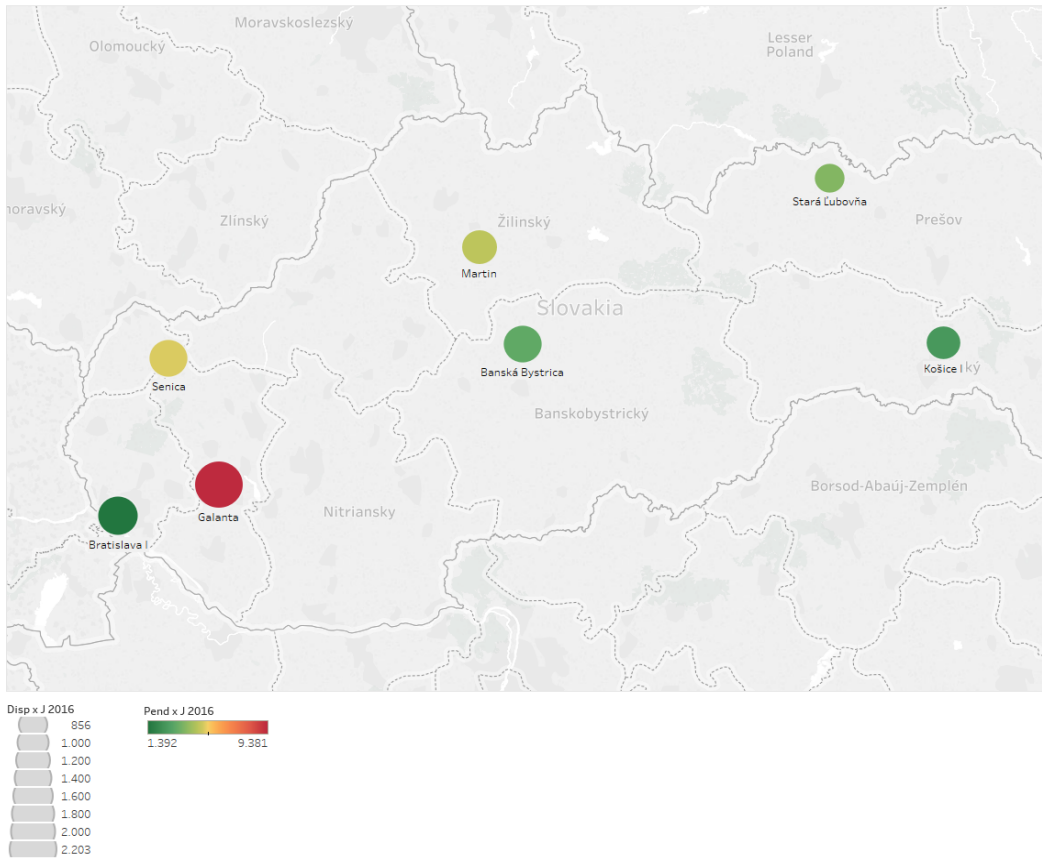 Moravskoslezský
Olomoucký
Lesser
Poland
Stará Ľubovňa
noravský
Zlínský
Žilinský
Prešov
Martin
Slovakia
Senica
Banská Bystrica
Košice I ký
Banskobystrický
Borsod-Abaúj-Zemplén
Galanta
Nitriansky
Bratislava I
Disp x J 2016
856
1.000
1.200
1.400
1.600
1.800
2.000
2.203
Pend x J 2016
1.392 9.381